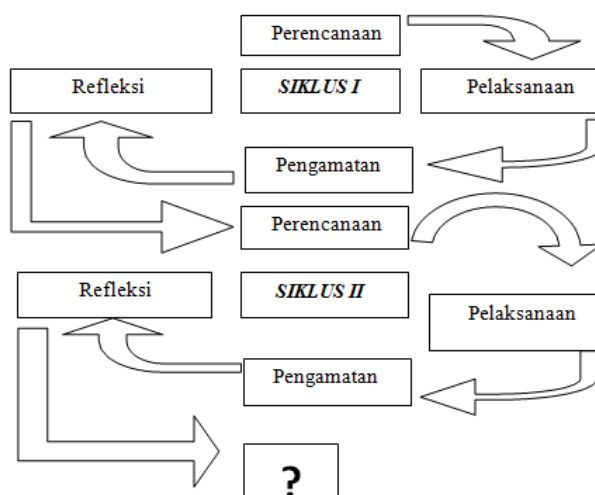 Perencanaan
Refleksi
SIKLUS I
Pelaksanaan
Pengamatan
Perencanaan
Refleksi
SIKLUS II
Pelaksanaan
Pengamatan
?